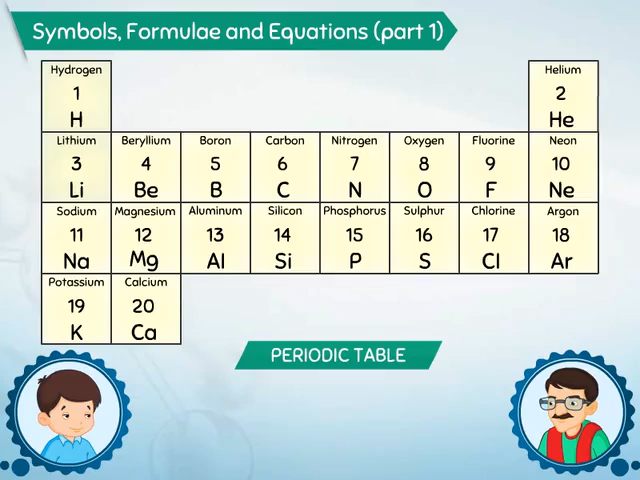 Symbols, Formulae and Equations (part 1)
Hydrogen Helium
1 2
H He
Lithium Beryllium Boron Carbon Nitrogen Oxygen Fluorine Neon
3 4 5 6 7 8 9 10
Li Be B C N O F Ne
Sodium Magnesium Aluminum Silicon Phosphorus Sulphur Chlorine Argon
11 12 13 14 15 16 17 18
Na Mg Al Si P S Cl Ar
Potassium Calcium
19 20
K Ca
PERIODIC TABLE